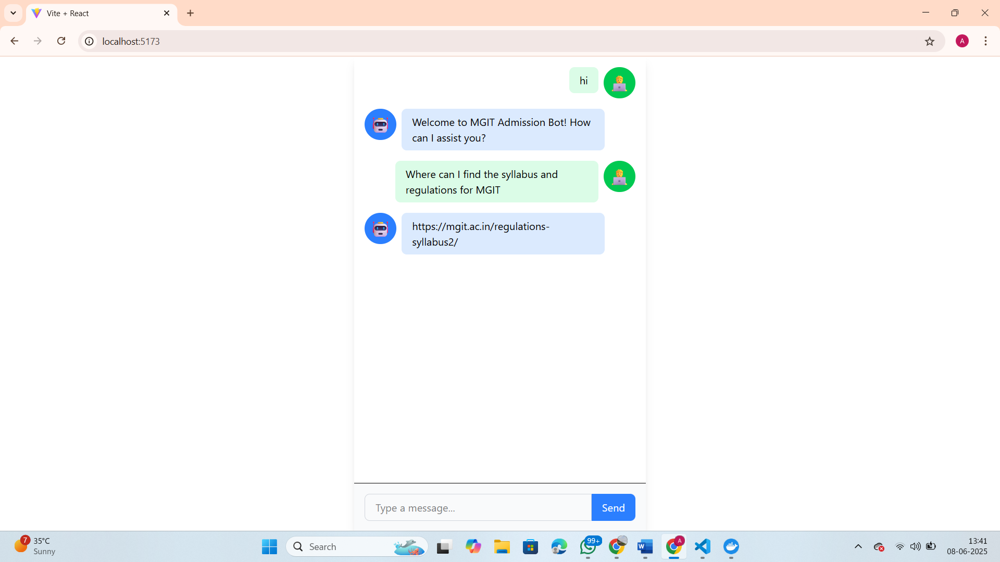 Vite + React
localhost:5173
A
hi
Welcome to MGIT Admission Bot! How
can I assist you?
Where can I find the syllabus and
regulations for MGIT
https://mgit.ac.in/regulations-
syllabus2/
Type a message...
Send
7
35°C
Sunny
Search
99+
W
A
13:41
08-06-2025